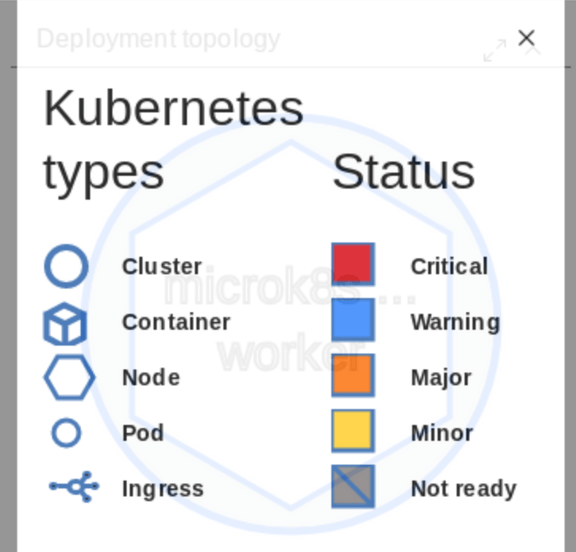 Deployment topology
Kubernetes
types
Status
Cluster
Critical
Container
Warning
Node
Major
Pod
Minor
Ingress
Not ready
microk8s ...
worker